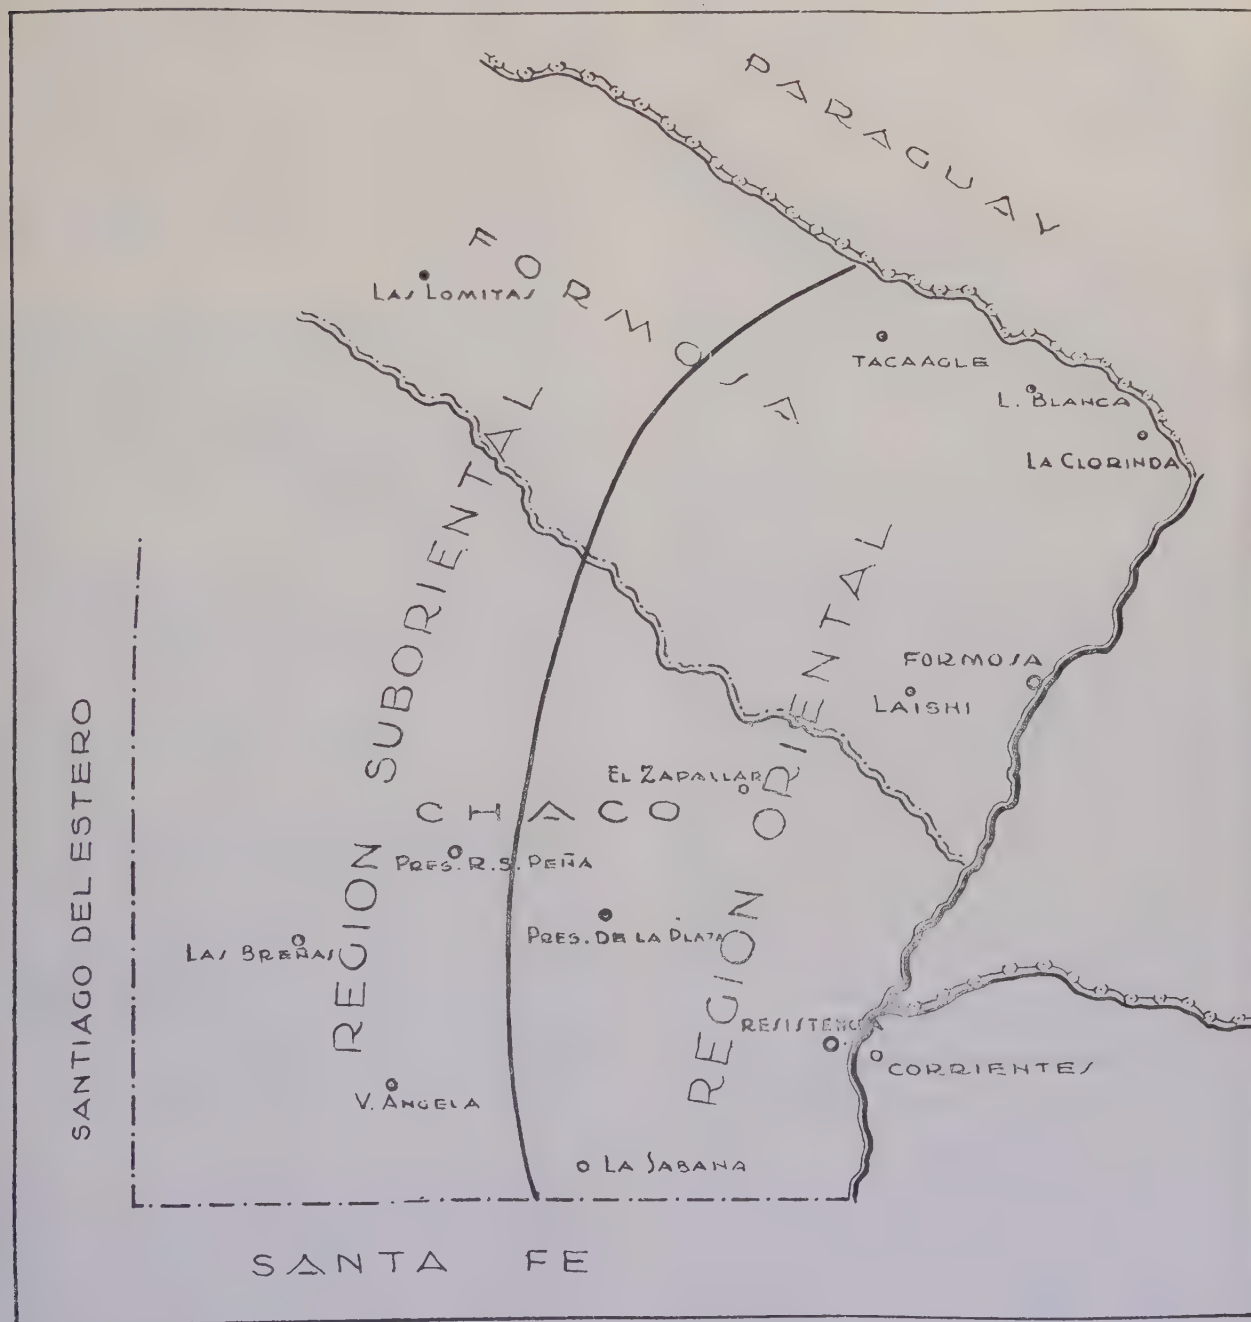 PARAGUAY
FORMOSA
LAS LOMITAS
TACAAGLE
L. BLANCA
LA CLORINDA
REGION SUBORIENTAL
REGION ORIENTAL
FORMOSA
LAISHI
SANTIAGO DEL ESTERO
EL ZAPALLAR
CHACO
PRES. R. S. PEÑA
PRES. DE LA PLAZA
LAS BREÑAS
RESISTENCIA
CORRIENTES
V. ANGELA
LA SABANA
SANTA FE